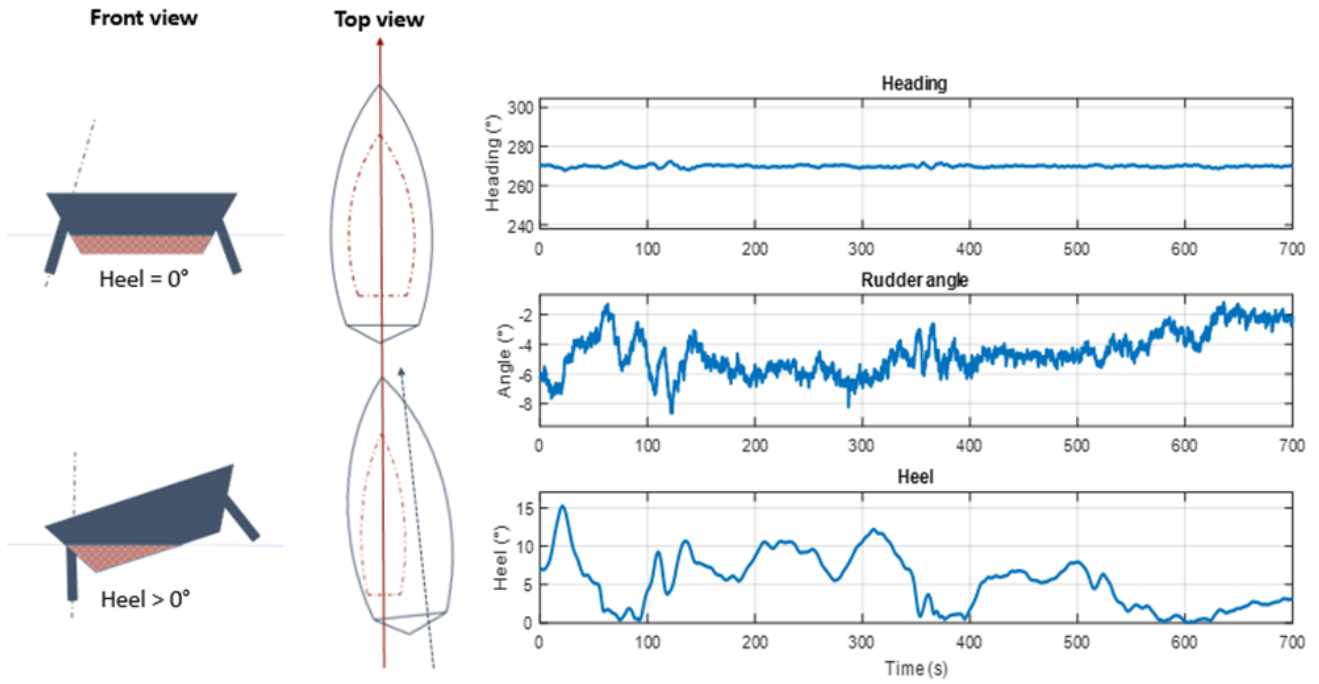 Front view
Top view
Heel = 0°
Heel > 0°
Heading
Heading (°)
300
280
260
240
0 100 200 300 400 500 600 700
Rudder angle
Angle (°)
-2
-4
-6
-8
0 100 200 300 400 500 600 700
Heel
Heel (°)
15
10
5
0
0 100 200 300 400 500 600 700
Time (s)